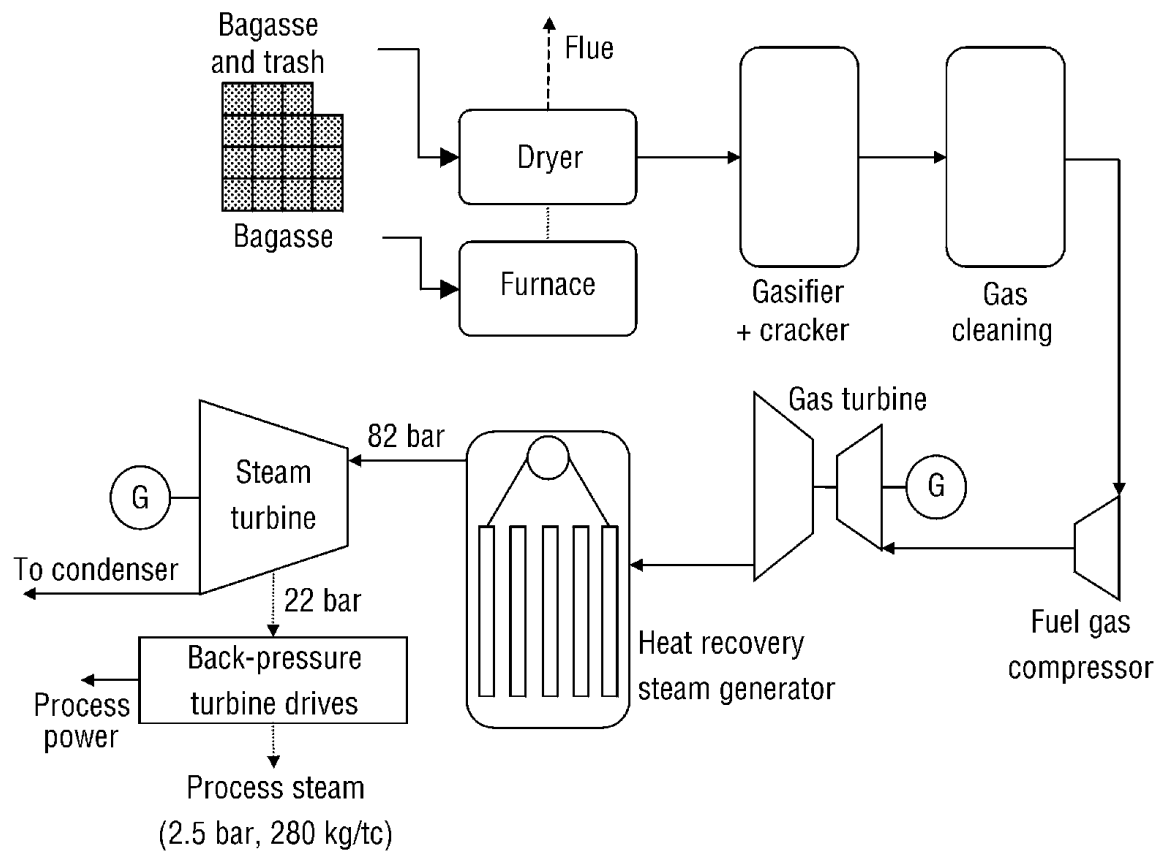 Bagasse
and trash
Flue
Dryer
Bagasse
Furnace
Gasifier
+ cracker
Gas
cleaning
Gas turbine
82 bar
Steam
turbine
G
G
To condenser
22 bar
Fuel gas
compressor
Back-pressure
turbine drives
Heat recovery
steam generator
Process
power
Process steam
(2.5 bar, 280 kg/tc)